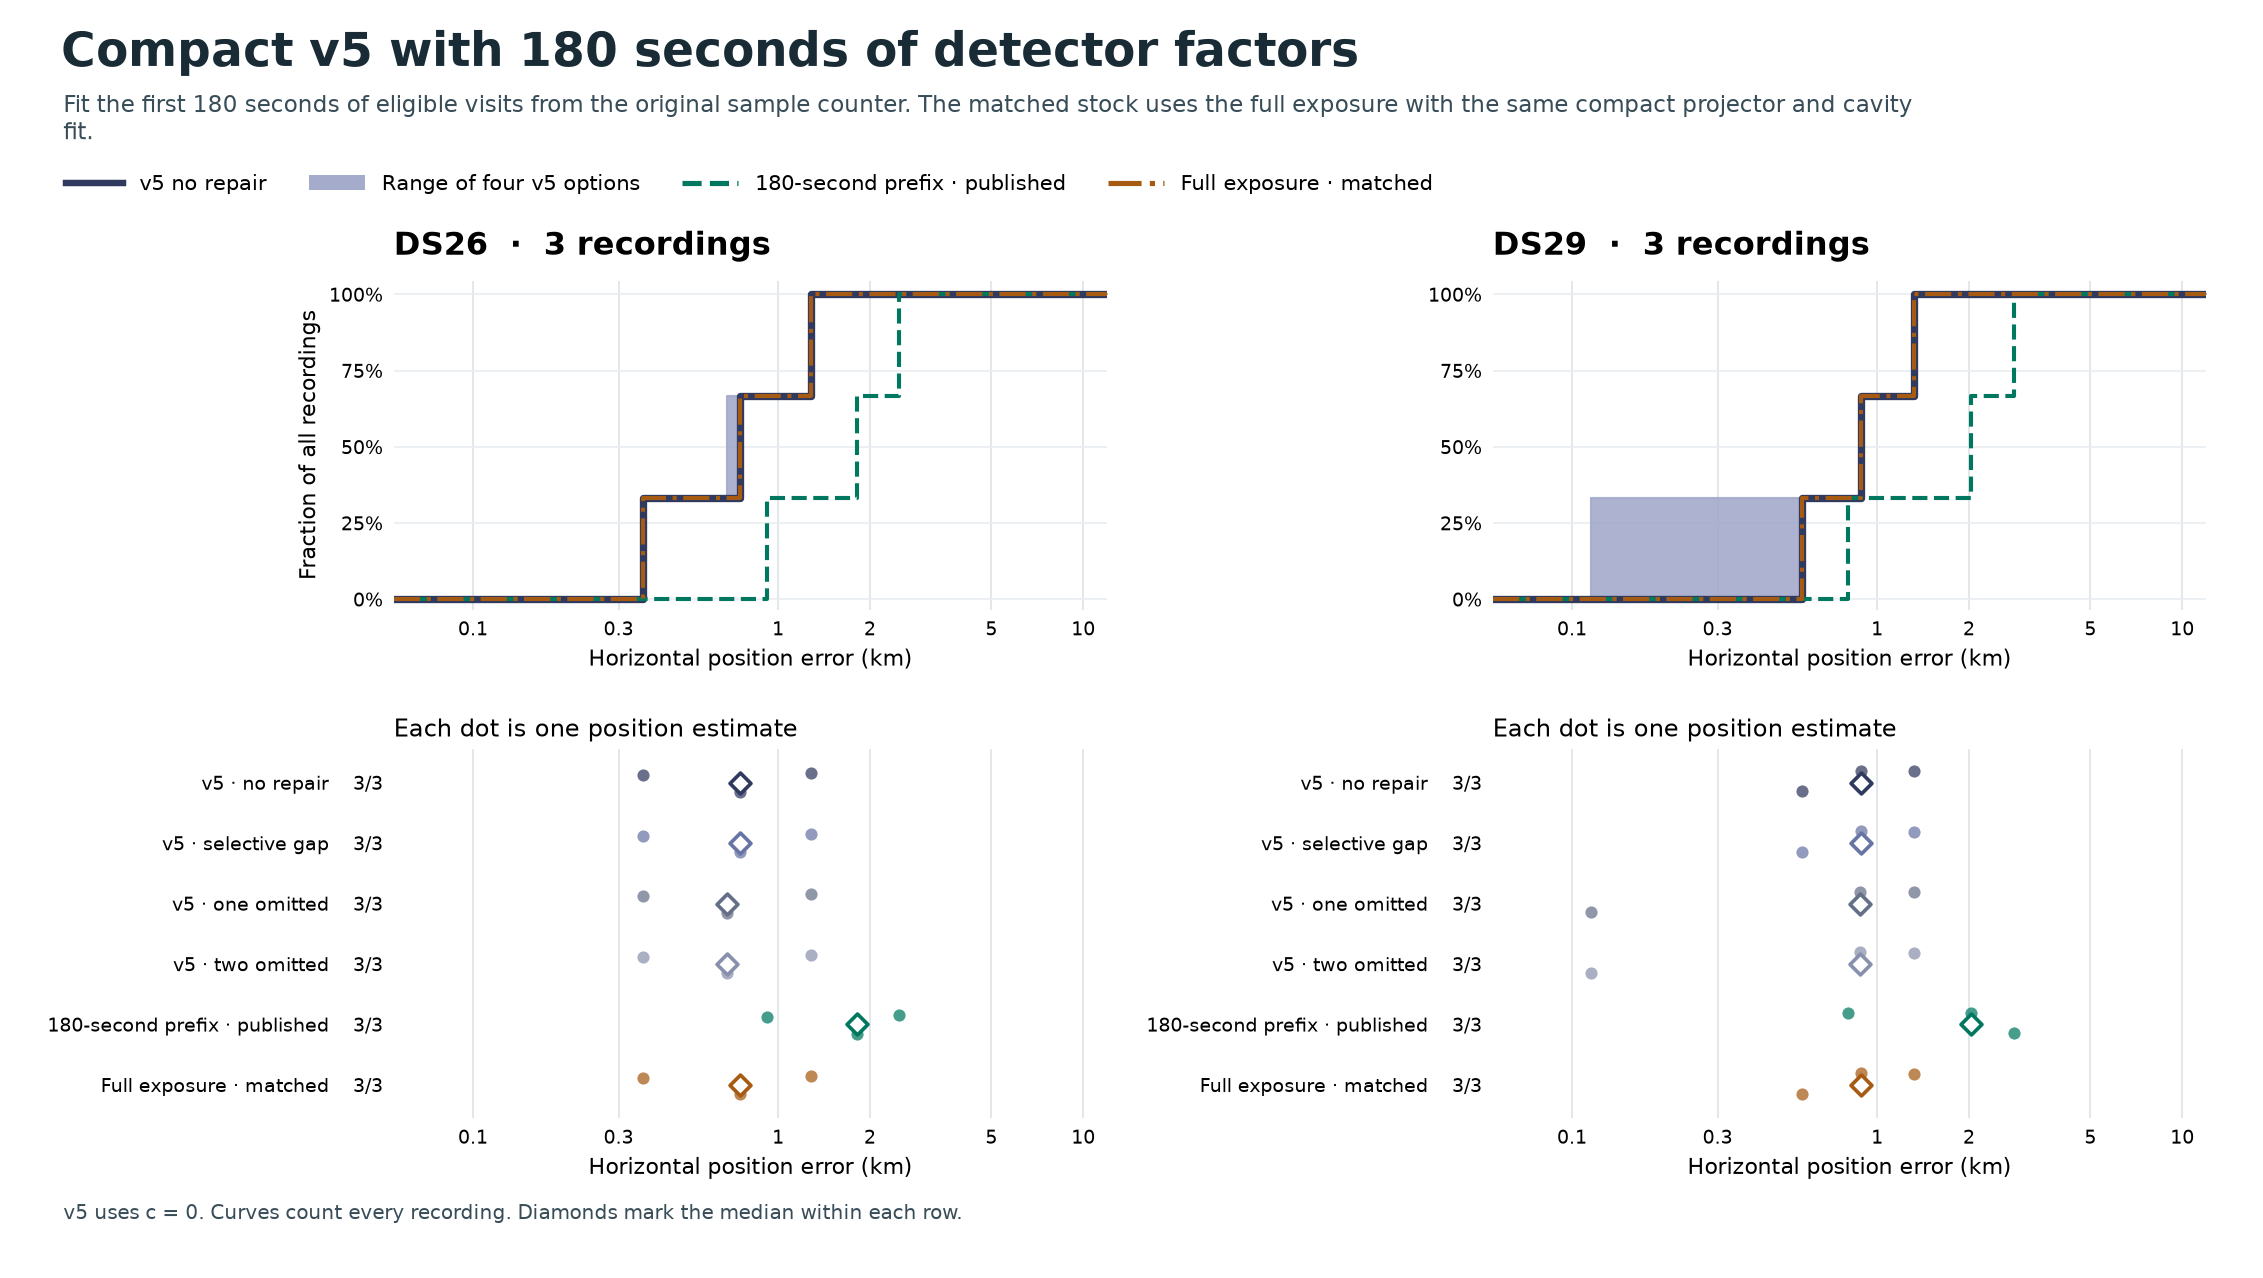 Compact v5 with 180 seconds of detector factors
Fit the first 180 seconds of eligible visits from the original sample counter. The matched stock uses the full exposure with the same compact projector and cavity
fit.
v5 no repair
Range of four v5 options
180-second prefix · published
Full exposure · matched
DS26 · 3 recordings
Fraction of all recordings
100%
75%
50%
25%
0%
0.1 0.3 1 2 5 10
Horizontal position error (km)
DS29 · 3 recordings
100%
75%
50%
25%
0%
0.1 0.3 1 2 5 10
Horizontal position error (km)
Each dot is one position estimate
v5 · no repair 3/3
v5 · selective gap 3/3
v5 · one omitted 3/3
v5 · two omitted 3/3
180-second prefix · published 3/3
Full exposure · matched 3/3
0.1 0.3 1 2 5 10
Horizontal position error (km)
Each dot is one position estimate
v5 · no repair 3/3
v5 · selective gap 3/3
v5 · one omitted 3/3
v5 · two omitted 3/3
180-second prefix · published 3/3
Full exposure · matched 3/3
0.1 0.3 1 2 5 10
Horizontal position error (km)
v5 uses c = 0. Curves count every recording. Diamonds mark the median within each row.